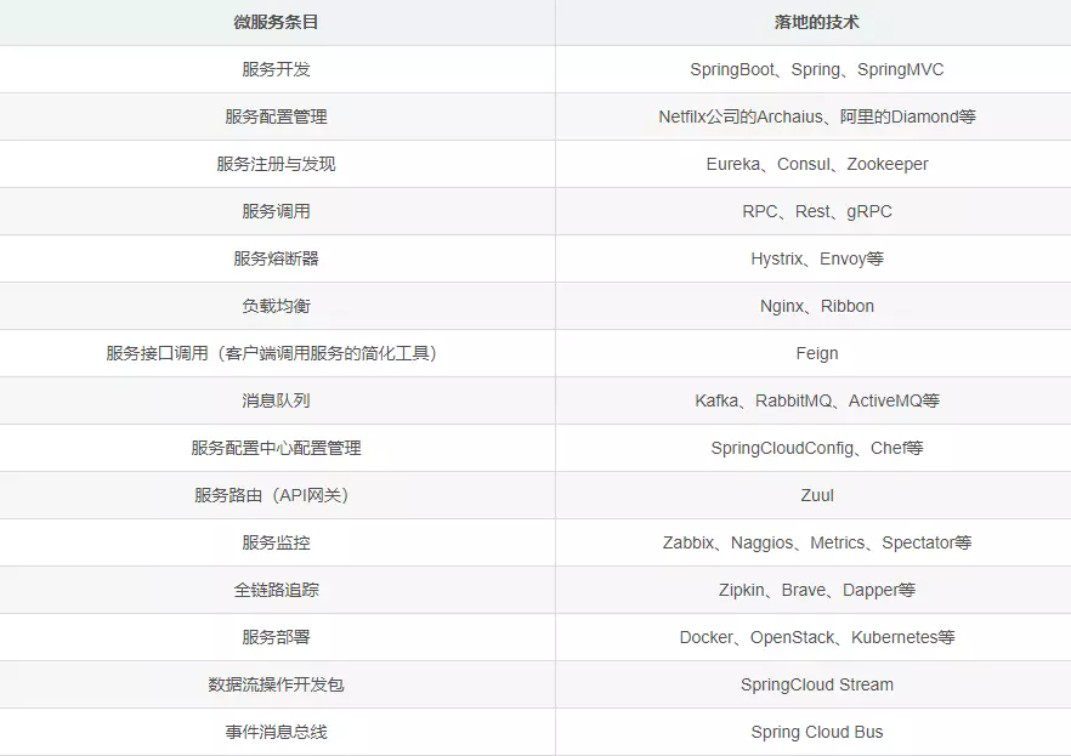 微服务条目 落地的技术
服务开发 SpringBoot、Spring、SpringMVC
服务配置管理 Netfilx公司的Archaius、阿里的Diamond等
服务注册与发现 Eureka、Consul、Zookeeper
服务调用 RPC、Rest、gRPC
服务熔断器 Hystrix、Envoy等
负载均衡 Nginx、Ribbon
服务接口调用（客户端调用服务的简化工具） Feign
消息队列 Kafka、RabbitMQ、ActiveMQ等
服务配置中心配置管理 SpringCloudConfig、Chef等
服务路由（API网关） Zuul
服务监控 Zabbix、Naggios、Metrics、Spectator等
全链路追踪 Zipkin、Brave、Dapper等
服务部署 Docker、OpenStack、Kubernetes等
数据流操作开发包 SpringCloud Stream
事件消息总线 Spring Cloud Bus